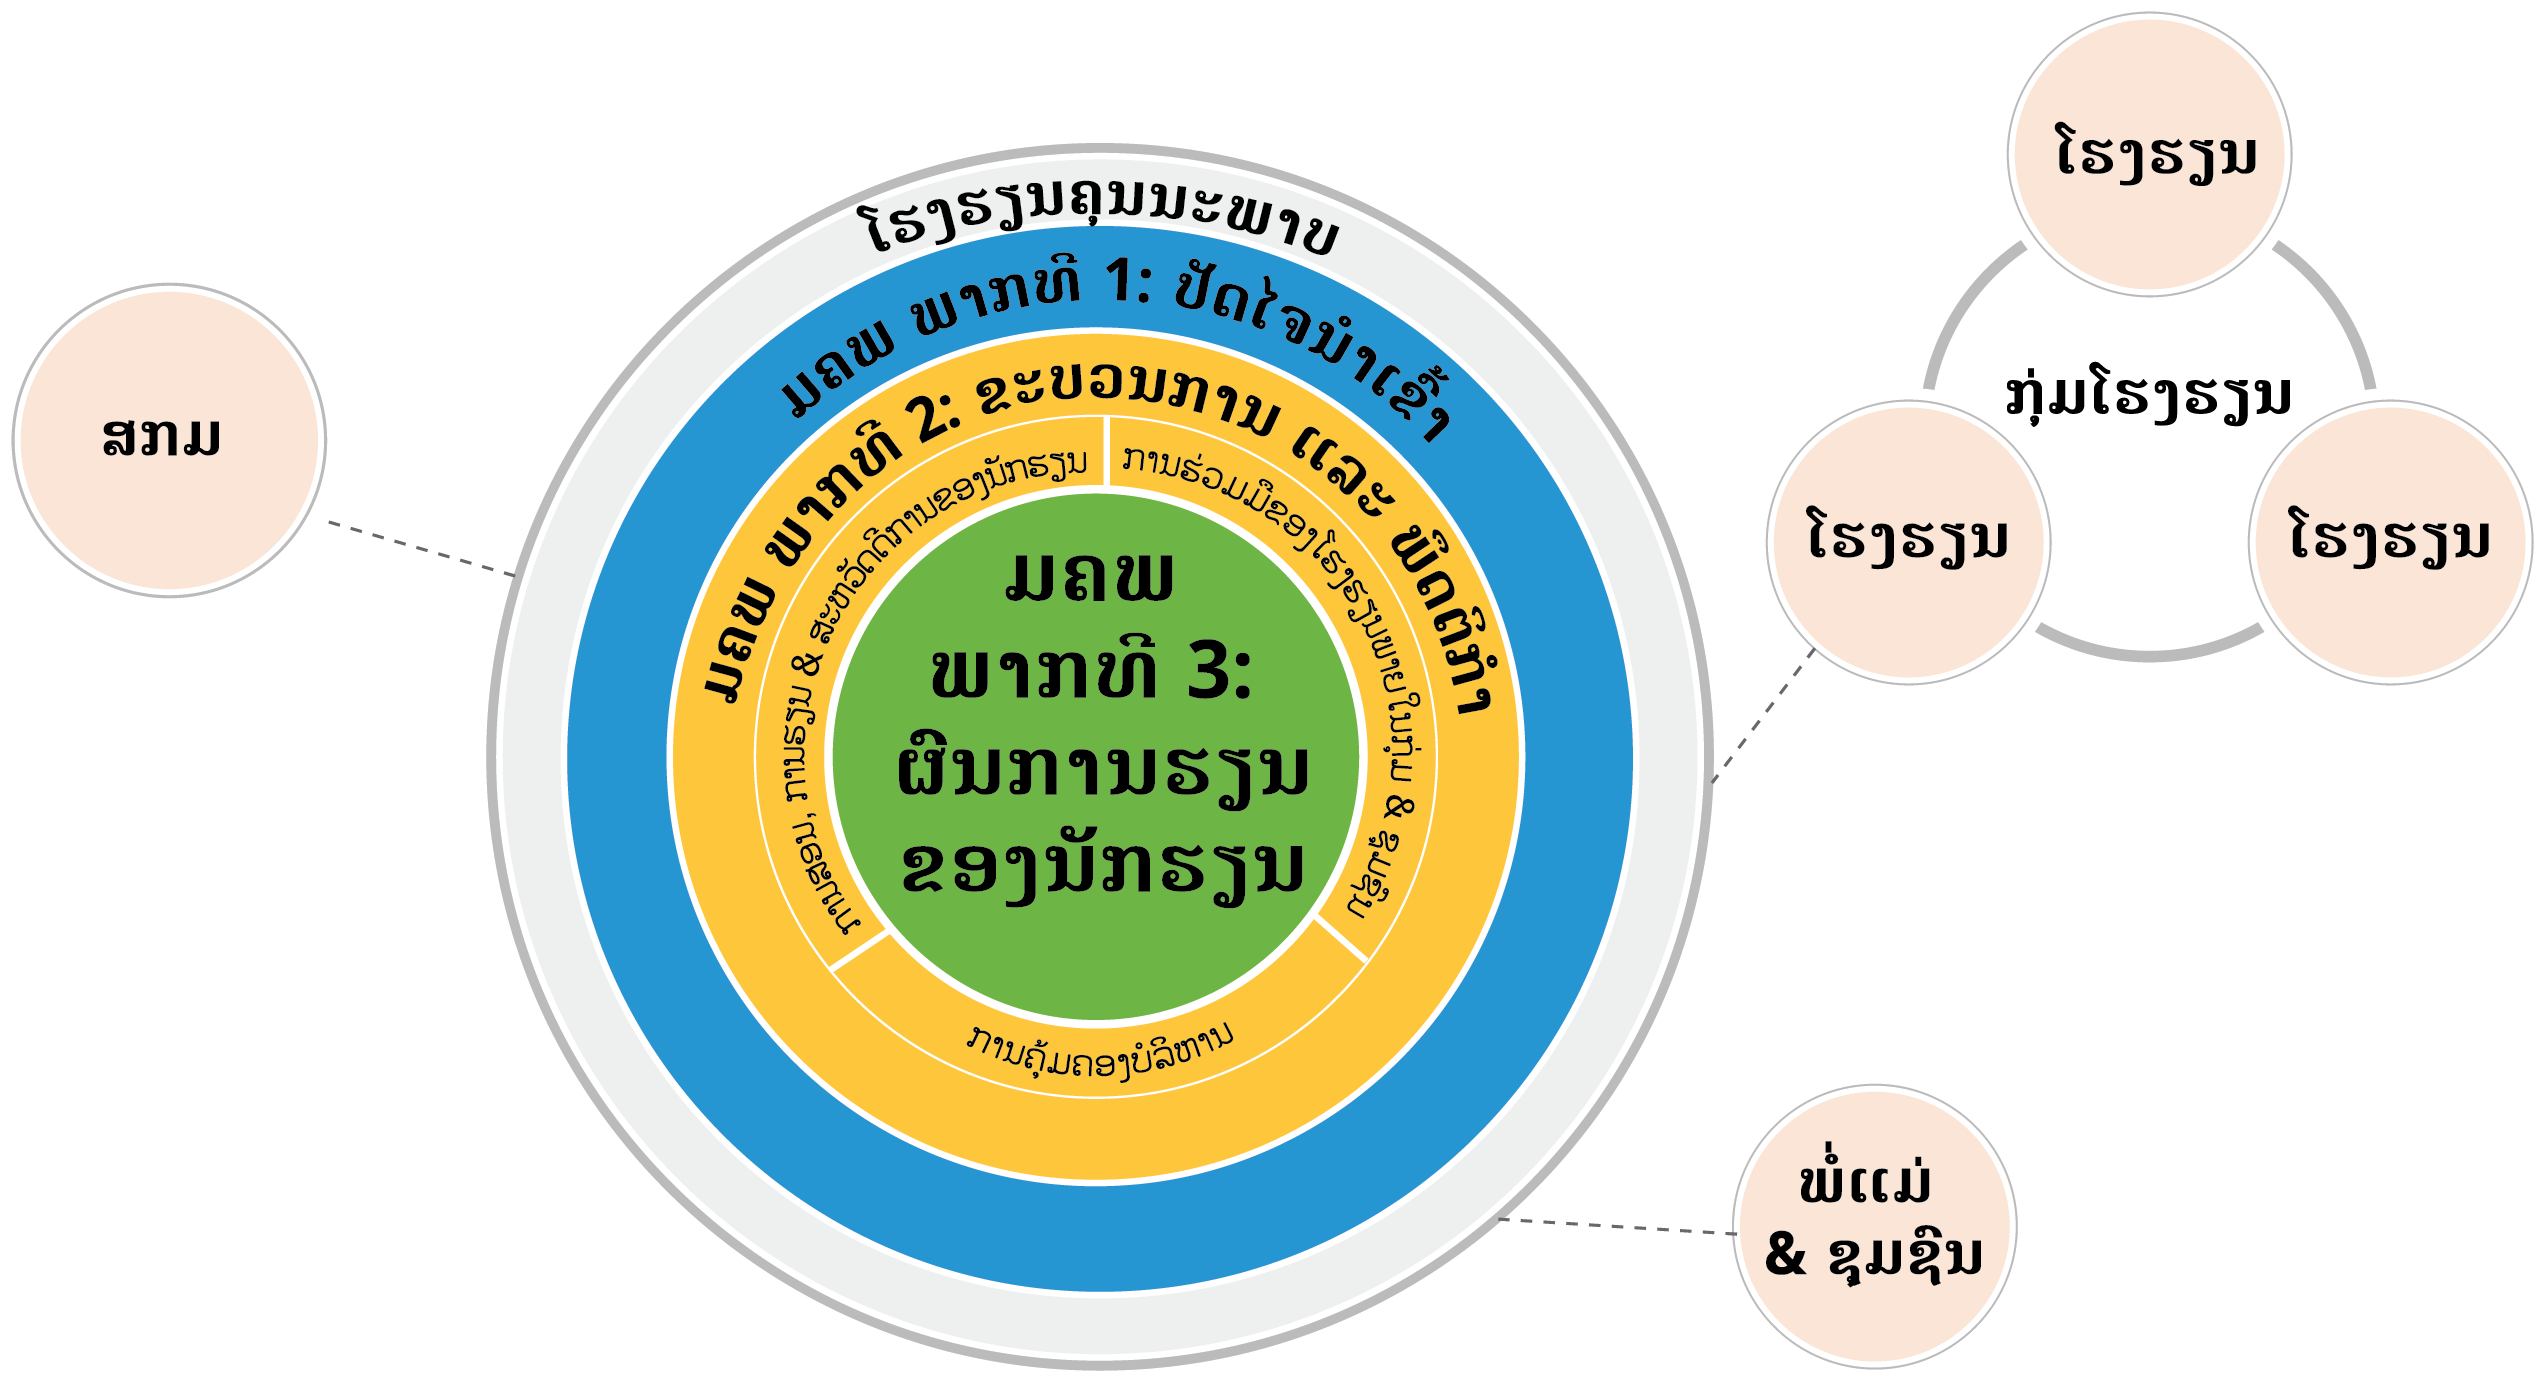 ໂຮງຮຽນຄຸນນະພາບ
ມຄພ ພາກທີ 1: ປັດໄຈນຳເຂົ້າ
ມຄພ ພາກທີ 2: ຂະບວນການ ແລະ ພຶດຕິກຳ
ການສອນ, ການຮຽນ & ສະຫວັດດີການຂອງນັກຮຽນ
ການຮ່ວມມືຂອງໂຮງຮຽນພາຍໃນກຸ່ມ & ຊຸມຊົນ
ການຄຸ້ມຄອງບໍລິຫານ
ມຄພ
ພາກທີ 3:
ຜົນການຮຽນ
ຂອງນັກຮຽນ
ສກມ
ໂຮງຮຽນ
ກຸ່ມໂຮງຮຽນ
ໂຮງຮຽນ
ໂຮງຮຽນ
ພໍ່ແມ່
& ຊຸມຊົນ